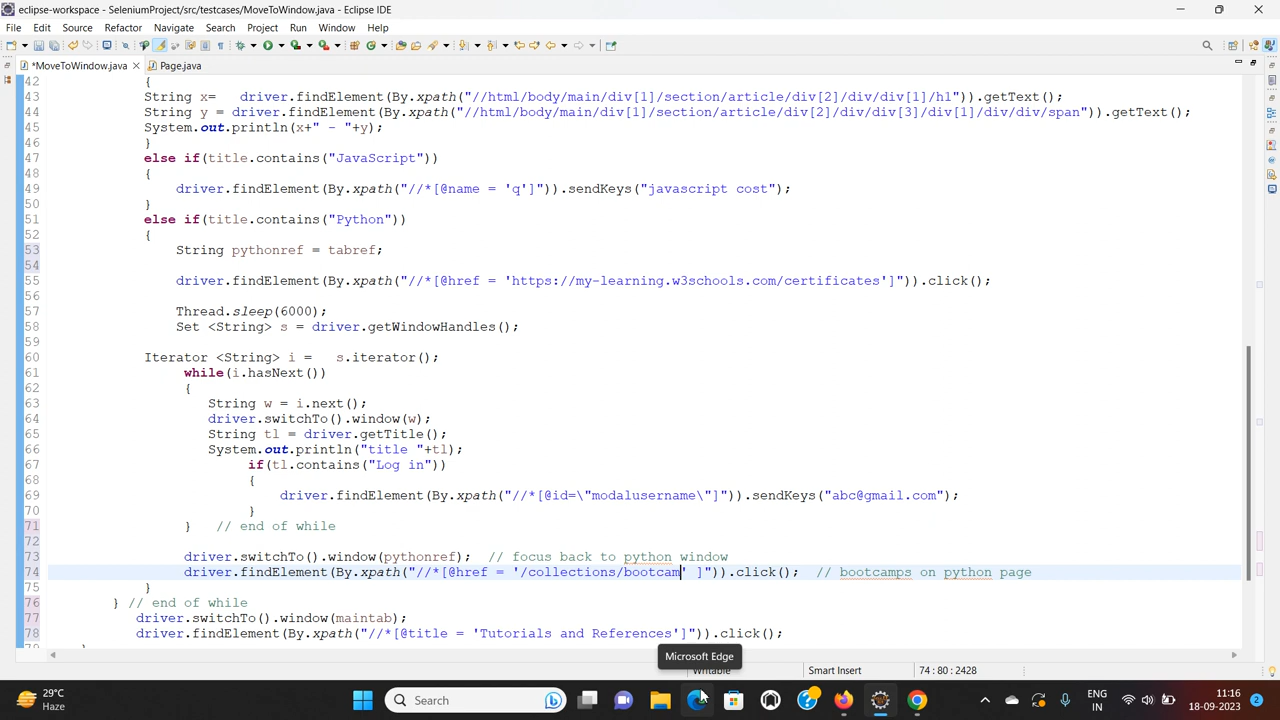 eclipse-workspace - SeleniumProject/src/testcases/MoveToWindow.java - Eclipse IDE
File Edit Source Refactor Navigate Search Project Run Window Help
*MoveToWindow.java Page.java
42 {
43 String x= driver.findElement(By.xpath("//html/body/main/div[1]/section/article/div[2]/div/div[1]/h1")).getText();
44 String y = driver.findElement(By.xpath("//html/body/main/div[1]/section/article/div[2]/div/div[3]/div[1]/div/div/span")).getText();
45 System.out.println(x+" - "+y);
46 }
47 else if(title.contains("JavaScript"))
48 {
49 driver.findElement(By.xpath("//*[@name = 'q']")).sendKeys("javascript cost");
50 }
51 else if(title.contains("Python"))
52 {
53 String pythonref = tabref;
54
55 driver.findElement(By.xpath("//*[@href = 'https://my-learning.w3schools.com/certificates']")).click();
56
57 Thread.sleep(6000);
58 Set <String> s = driver.getWindowHandles();
59
60 Iterator <String> i = s.iterator();
61 while(i.hasNext())
62 {
63 String w = i.next();
64 driver.switchTo().window(w);
65 String tl = driver.getTitle();
66 System.out.println("title "+tl);
67 if(tl.contains("Log in"))
68 {
69 driver.findElement(By.xpath("//*[@id=\"modalusername\"]")).sendKeys("abc@gmail.com");
70 }
71 } // end of while
72
73 driver.switchTo().window(pythonref); // focus back to python window
74 driver.findElement(By.xpath("//*[@href = '/collections/bootcam' ]")).click(); // bootcamps on python page
75 }
76 } // end of while
77 driver.switchTo().window(maintab);
78 driver.findElement(By.xpath("//*[@title = 'Tutorials and References']")).click();
Microsoft Edge
Writable Smart Insert 74 : 80 : 2428
29°C
Haze
Search
ENG
IN
11:16
18-09-2023
2